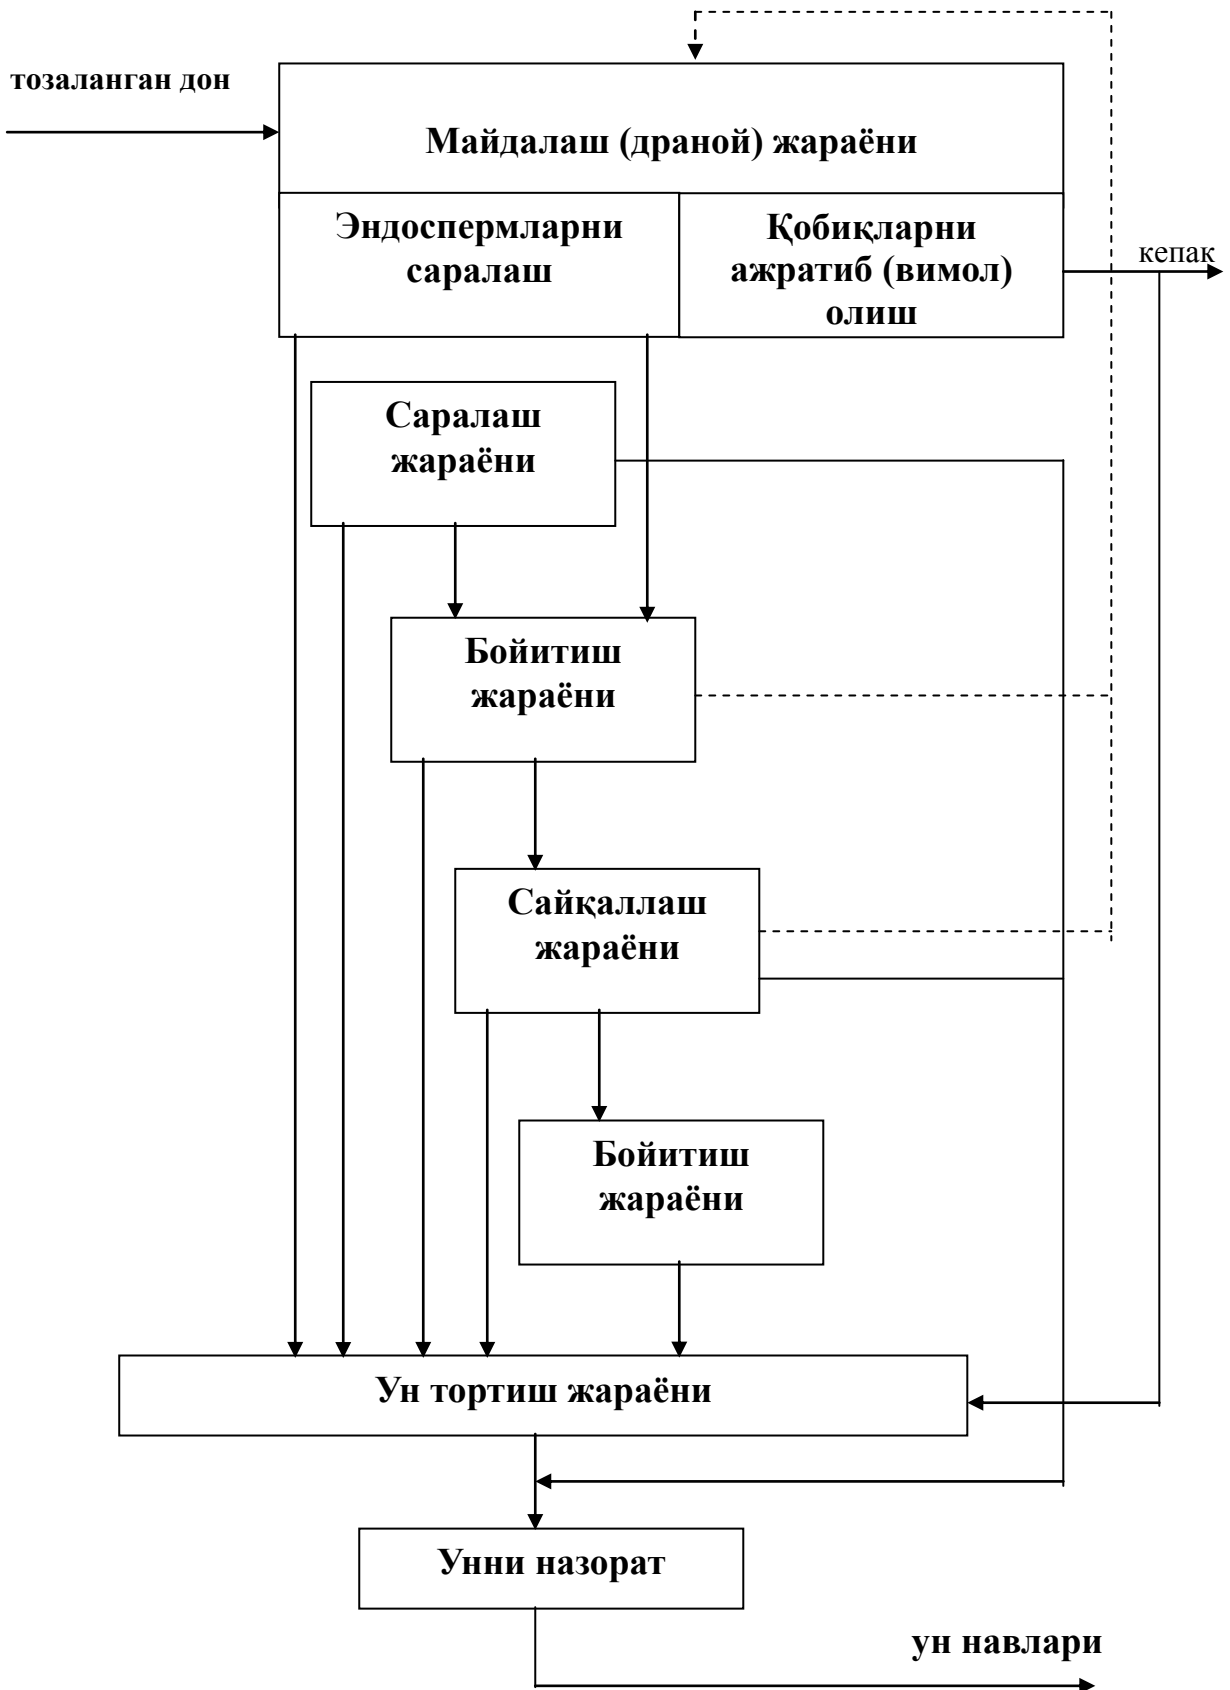 тозаланган дон
Майдалаш (драной) жараёни
Эндоспермларни
саралаш
Қобиқларни
ажратиб (вимол)
олиш
кепак
Саралаш
жараёни
Бойитиш
жараёни
Сайқаллаш
жараёни
Бойитиш
жараёни
Ун тортиш жараёни
Унни назорат
ун навлари